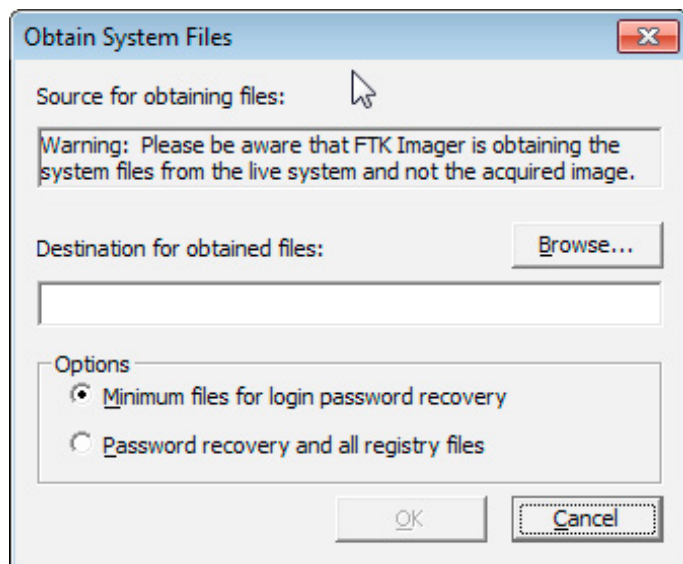 Obtain System Files
Source for obtaining files:
Warning:  Please be aware that FTK Imager is obtaining the
system files from the live system and not the acquired image.
Destination for obtained files:
Browse...
Options
Minimum files for login password recovery
Password recovery and all registry files
OK
Cancel